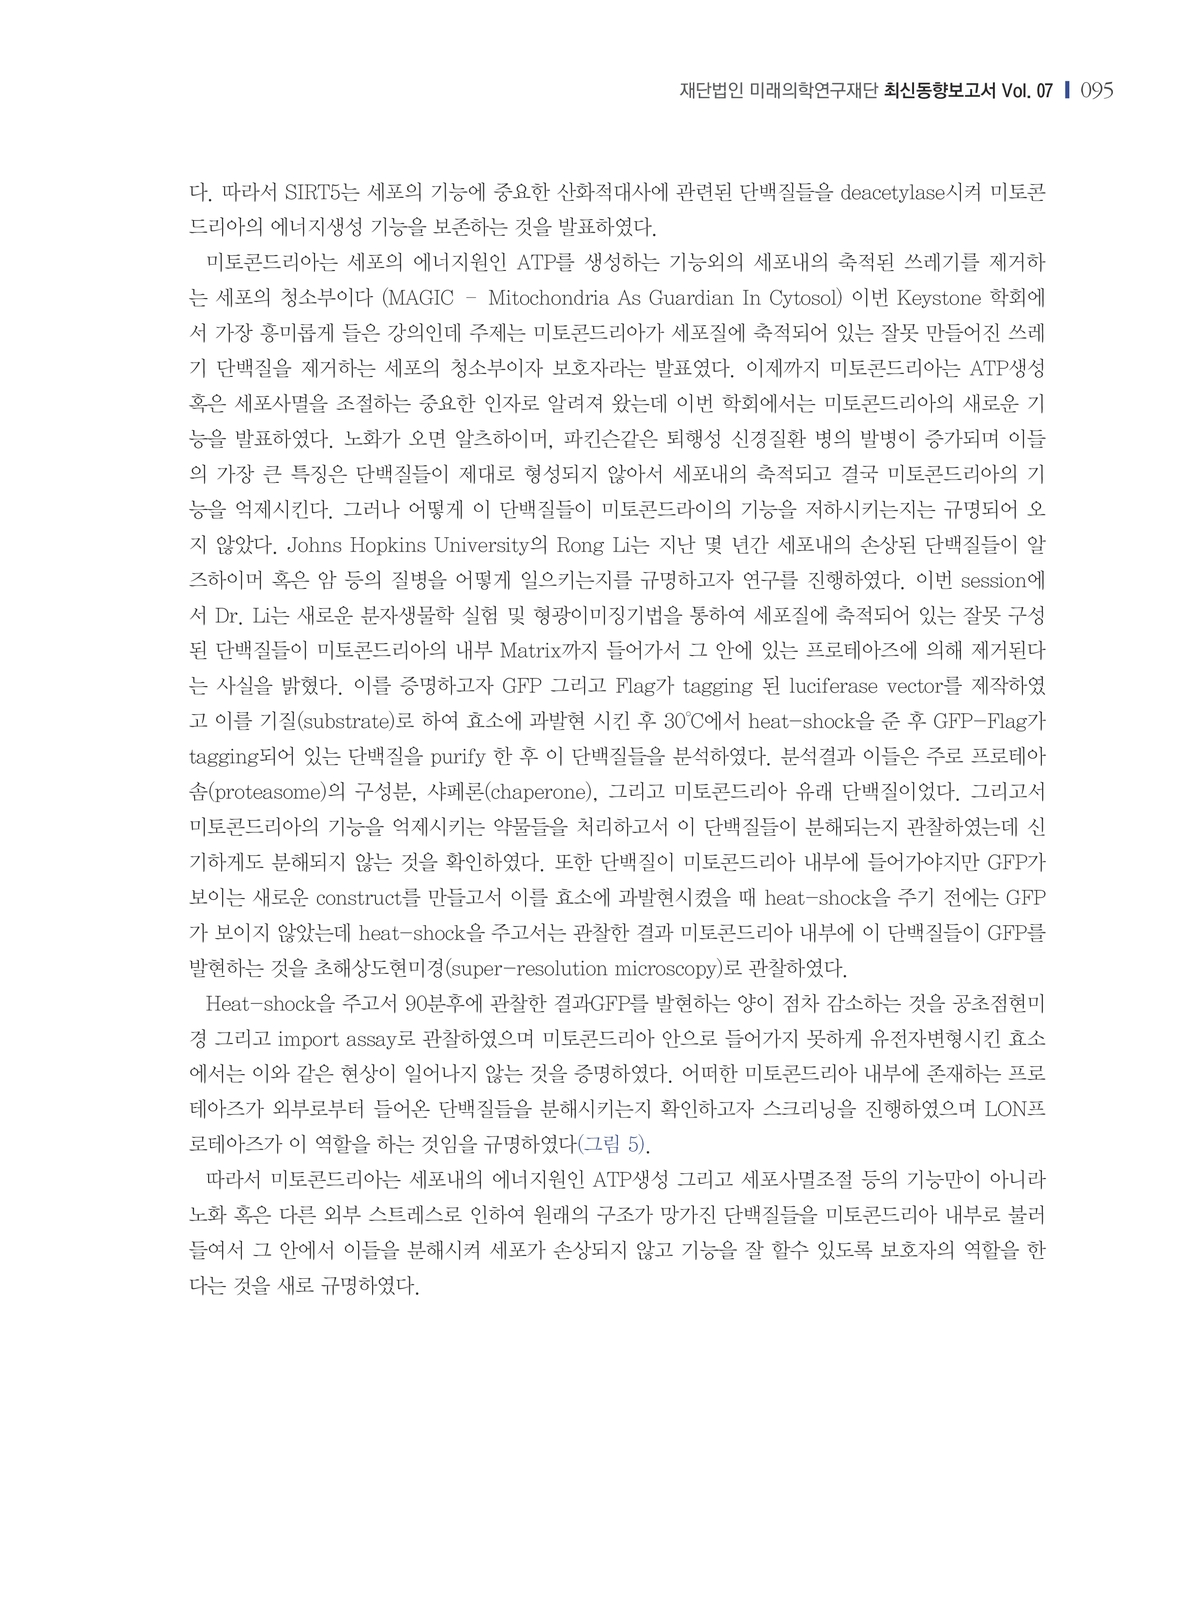 재단법인 미래의학연구재단 최신동향보고서 Vol. 07 095
다. 따라서 SIRT5는 세포의 기능에 중요한 산화적대사에 관련된 단백질들을 deacetylase시켜 미토콘
드리아의 에너지생성 기능을 보존하는 것을 발표하였다.
미토콘드리아는 세포의 에너지원인 ATP를 생성하는 기능외의 세포내의 축적된 쓰레기를 제거하
는 세포의 청소부이다 (MAGIC – Mitochondria As Guardian In Cytosol) 이번 Keystone 학회에
서 가장 흥미롭게 들은 강의인데 주제는 미토콘드리아가 세포질에 축적되어 있는 잘못 만들어진 쓰레
기 단백질을 제거하는 세포의 청소부이자 보호자라는 발표였다. 이제까지 미토콘드리아는 ATP생성
혹은 세포사멸을 조절하는 중요한 인자로 알려져 왔는데 이번 학회에서는 미토콘드리아의 새로운 기
능을 발표하였다. 노화가 오면 알츠하이머, 파킨슨같은 퇴행성 신경질환 병의 발병이 증가되며 이들
의 가장 큰 특징은 단백질들이 제대로 형성되지 않아서 세포내의 축적되고 결국 미토콘드리아의 기
능을 억제시킨다. 그러나 어떻게 이 단백질들이 미토콘드라이의 기능을 저하시키는지는 규명되어 오
지 않았다. Johns Hopkins University의 Rong Li는 지난 몇 년간 세포내의 손상된 단백질들이 알
즈하이머 혹은 암 등의 질병을 어떻게 일으키는지를 규명하고자 연구를 진행하였다. 이번 session에
서 Dr. Li는 새로운 분자생물학 실험 및 형광이미징기법을 통하여 세포질에 축적되어 있는 잘못 구성
된 단백질들이 미토콘드리아의 내부 Matrix까지 들어가서 그 안에 있는 프로테아즈에 의해 제거된다
는 사실을 밝혔다. 이를 증명하고자 GFP 그리고 Flag가 tagging 된 luciferase vector를 제작하였
고 이를 기질(substrate)로 하여 효소에 과발현 시킨 후 30℃에서 heat-shock을 준 후 GFP-Flag가
tagging되어 있는 단백질을 purify 한 후 이 단백질들을 분석하였다. 분석결과 이들은 주로 프로테아
솜(proteasome)의 구성분, 샤페론(chaperone), 그리고 미토콘드리아 유래 단백질이었다. 그리고서
미토콘드리아의 기능을 억제시키는 약물들을 처리하고서 이 단백질들이 분해되는지 관찰하였는데 신
기하게도 분해되지 않는 것을 확인하였다. 또한 단백질이 미토콘드리아 내부에 들어가야지만 GFP가
보이는 새로운 construct를 만들고서 이를 효소에 과발현시켰을 때 heat-shock을 주기 전에는 GFP
가 보이지 않았는데 heat-shock을 주고서는 관찰한 결과 미토콘드리아 내부에 이 단백질들이 GFP를
발현하는 것을 초해상도현미경(super-resolution microscopy)로 관찰하였다.
Heat-shock을 주고서 90분후에 관찰한 결과GFP를 발현하는 양이 점차 감소하는 것을 공초점현미
경 그리고 import assay로 관찰하였으며 미토콘드리아 안으로 들어가지 못하게 유전자변형시킨 효소
에서는 이와 같은 현상이 일어나지 않는 것을 증명하였다. 어떠한 미토콘드리아 내부에 존재하는 프로
테아즈가 외부로부터 들어온 단백질들을 분해시키는지 확인하고자 스크리닝을 진행하였으며 LON프
로테아즈가 이 역할을 하는 것임을 규명하였다(그림 5).
따라서 미토콘드리아는 세포내의 에너지원인 ATP생성 그리고 세포사멸조절 등의 기능만이 아니라
노화 혹은 다른 외부 스트레스로 인하여 원래의 구조가 망가진 단백질들을 미토콘드리아 내부로 불러
들여서 그 안에서 이들을 분해시켜 세포가 손상되지 않고 기능을 잘 할수 있도록 보호자의 역할을 한
다는 것을 새로 규명하였다.